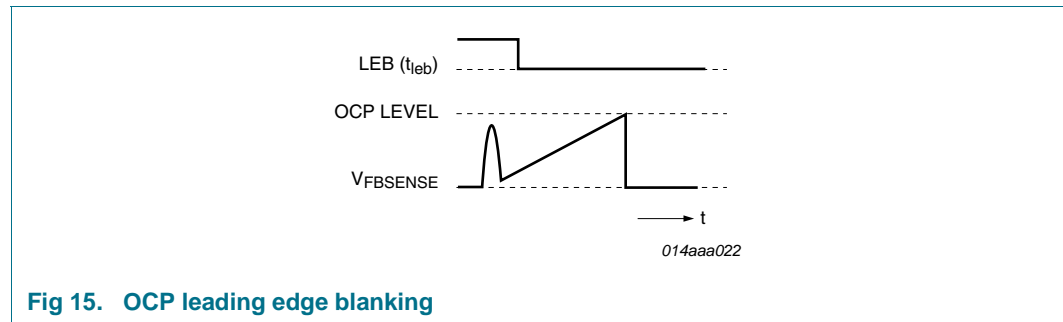 LEB (tleb)
OCP LEVEL
VFBSENSE
t
014aaa022
Fig 15. OCP leading edge blanking